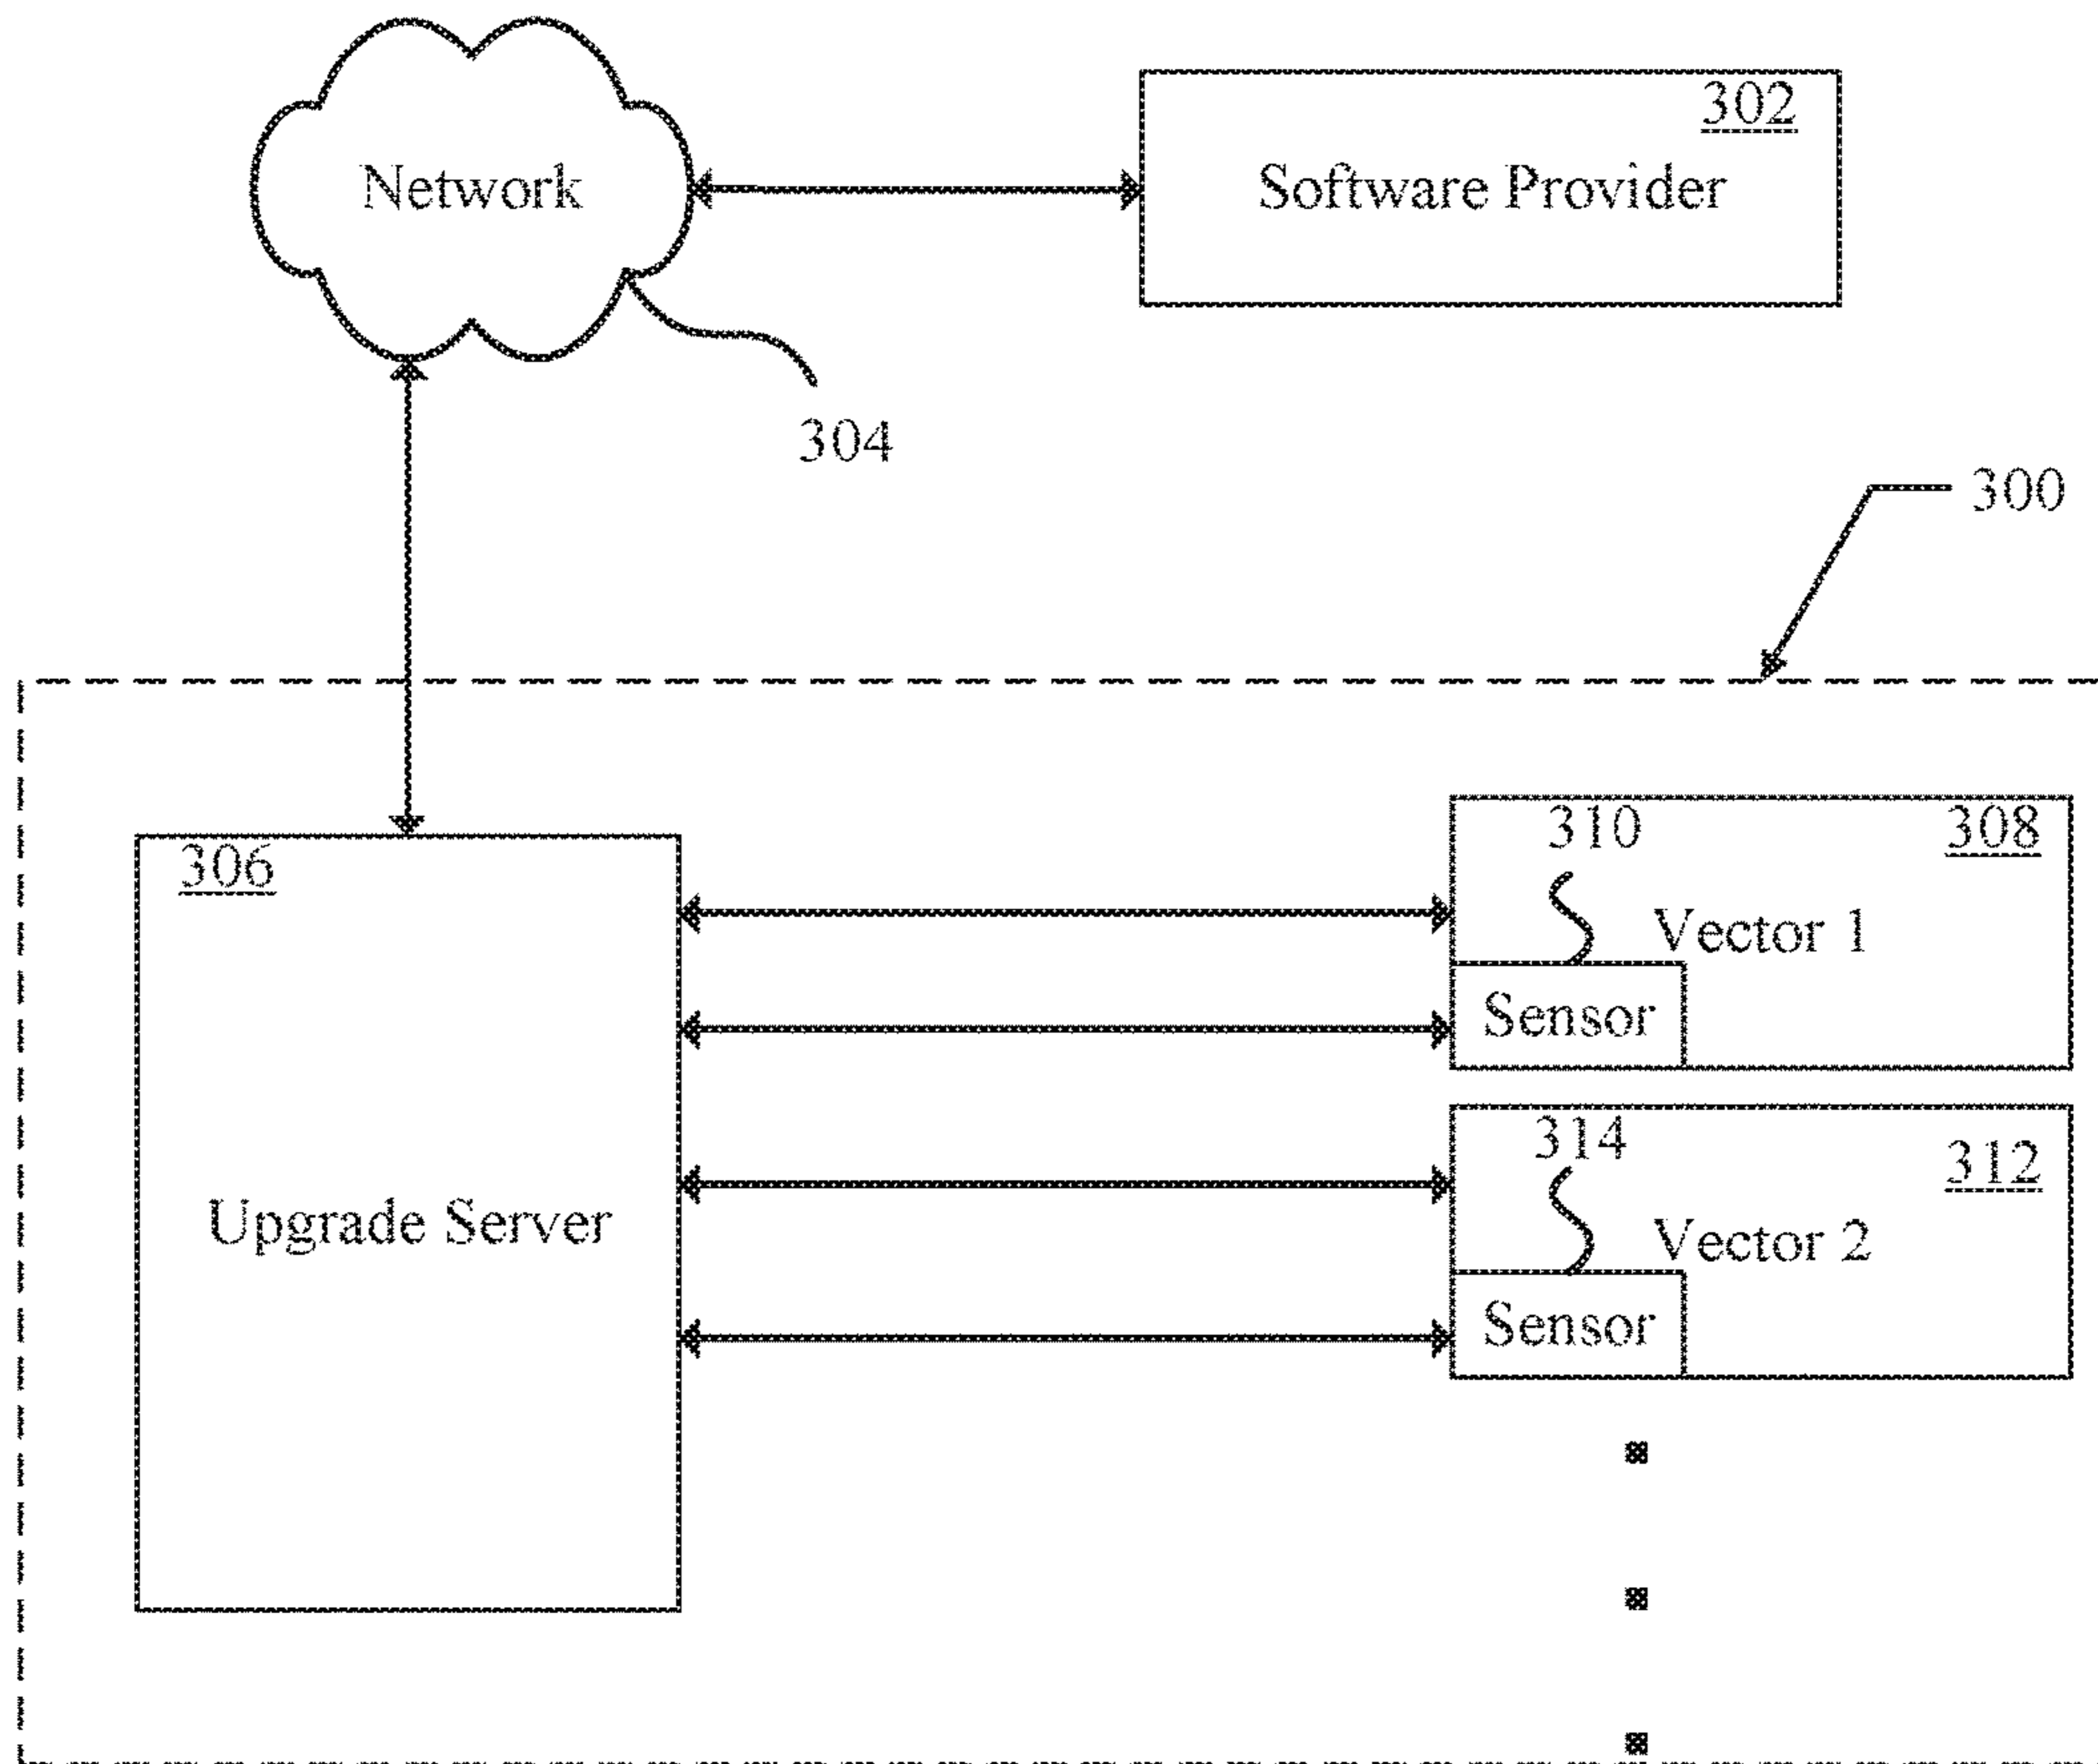 302
Network
Software Provider
304
300
306
310
308
Vector 1
Sensor
314
312
Upgrade Server
Vector 2
Sensor